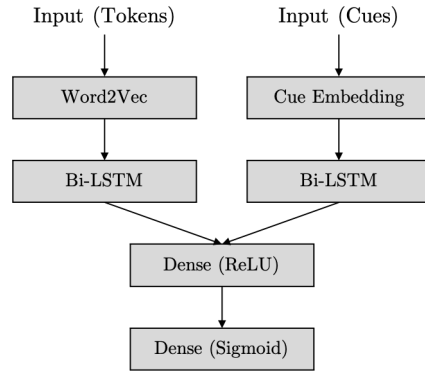 Input (Tokens)
Input (Cues)
Word2Vec
Cue Embedding
Bi-LSTM
Bi-LSTM
Dense (ReLU)
Dense (Sigmoid)